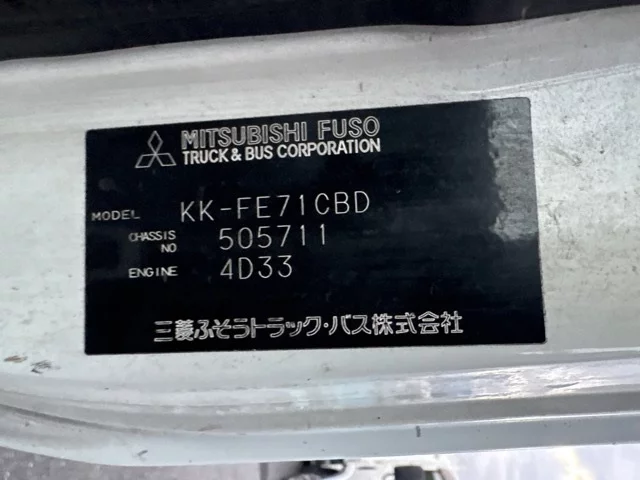 MITSUBISHI FUSO
TRUCK & BUS CORPORATION
MODEL KK-FE71CBD
CHASSIS NO 505711
ENGINE 4D33
三菱ふそうトラック・バス株式会社